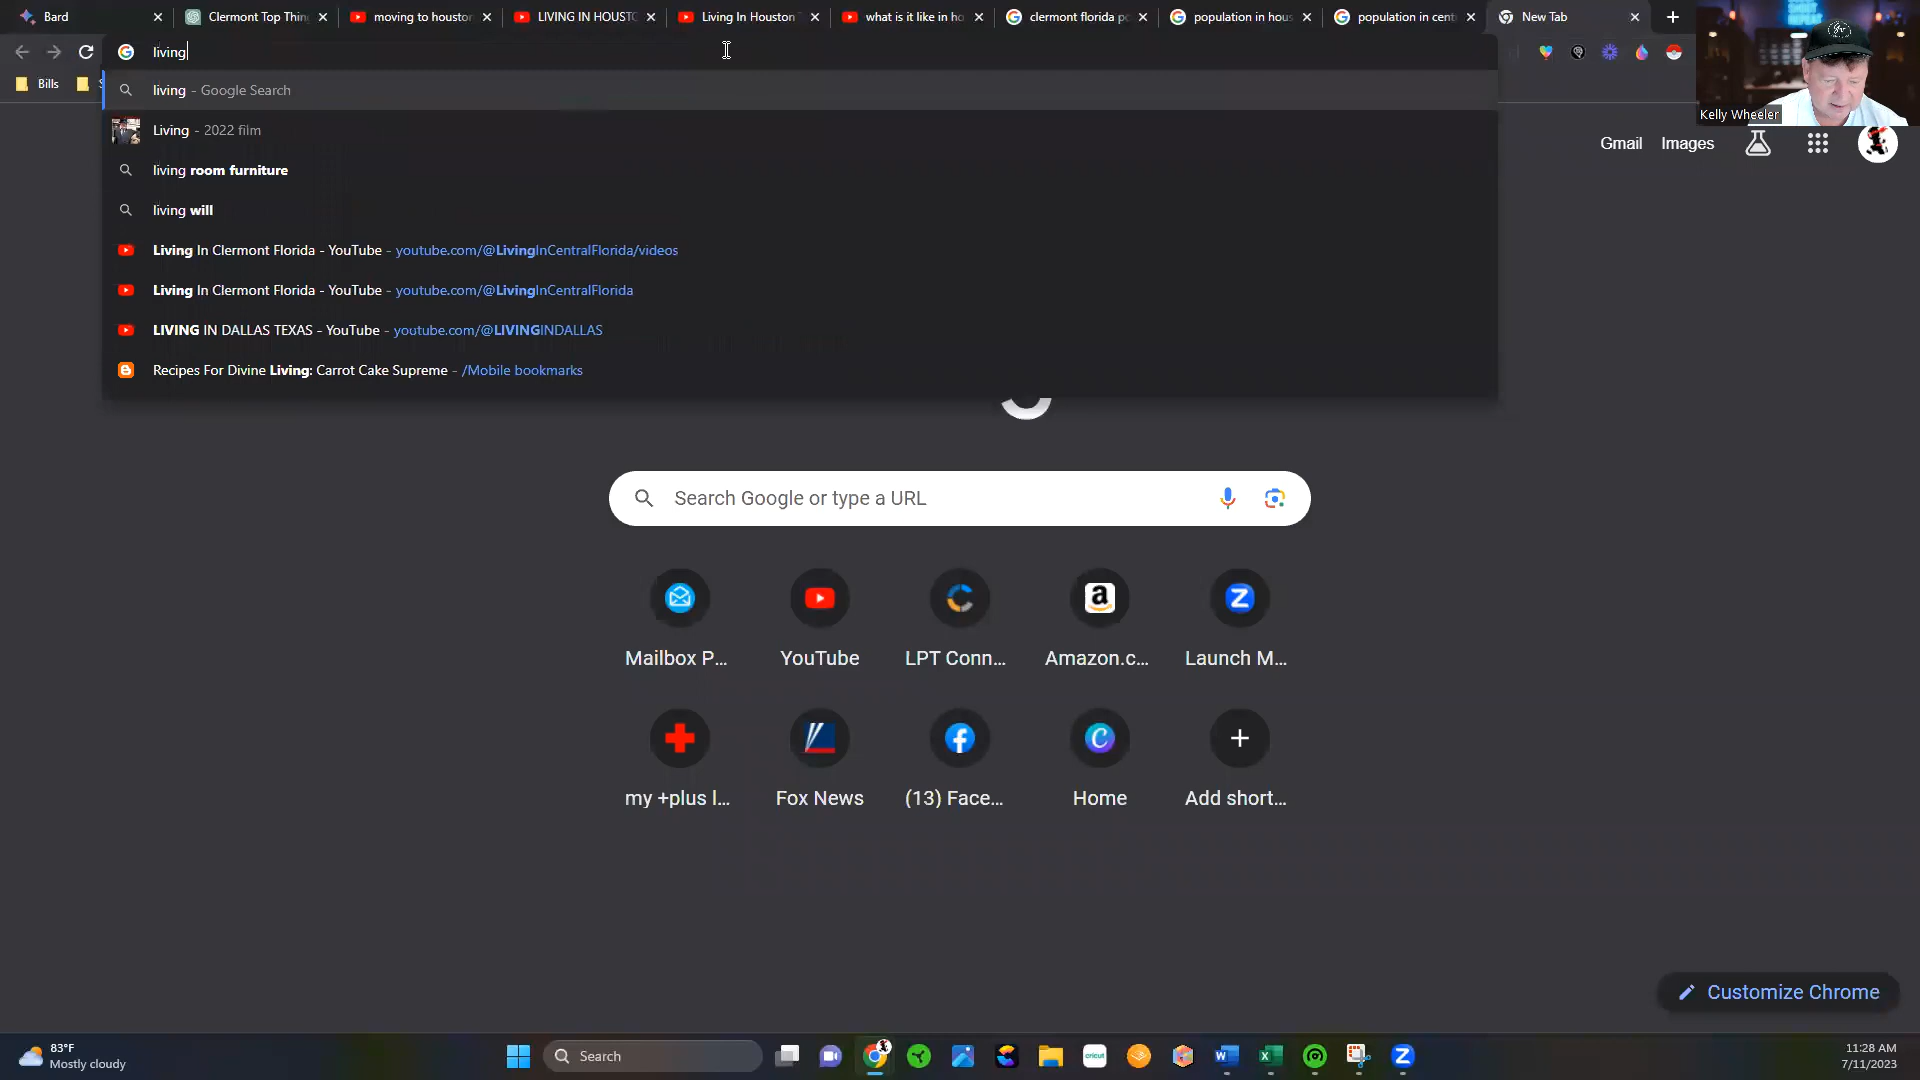 Bard
Clermont Top Thin
moving to houston
LIVING IN HOUSTO
Living In Houston
what is it like in ho
clermont florida po
population in hous
population in cent
New Tab
living
Bills
living - Google Search
Living - 2022 film
living room furniture
living will
Living In Clermont Florida - YouTube - youtube.com/@LivingInCentralFlorida/videos
Living In Clermont Florida - YouTube - youtube.com/@LivingInCentralFlorida
LIVING IN DALLAS TEXAS - YouTube - youtube.com/@LIVINGINDALLAS
Recipes For Divine Living: Carrot Cake Supreme - /Mobile bookmarks
Kelly Wheeler
Gmail Images
Search Google or type a URL
Mailbox P... YouTube LPT Conn... Amazon.c... Launch M...
my +plus l... Fox News (13) Face... Home Add short...
Customize Chrome
83°F
Mostly cloudy
Search
cricut
11:28 AM
7/11/2023